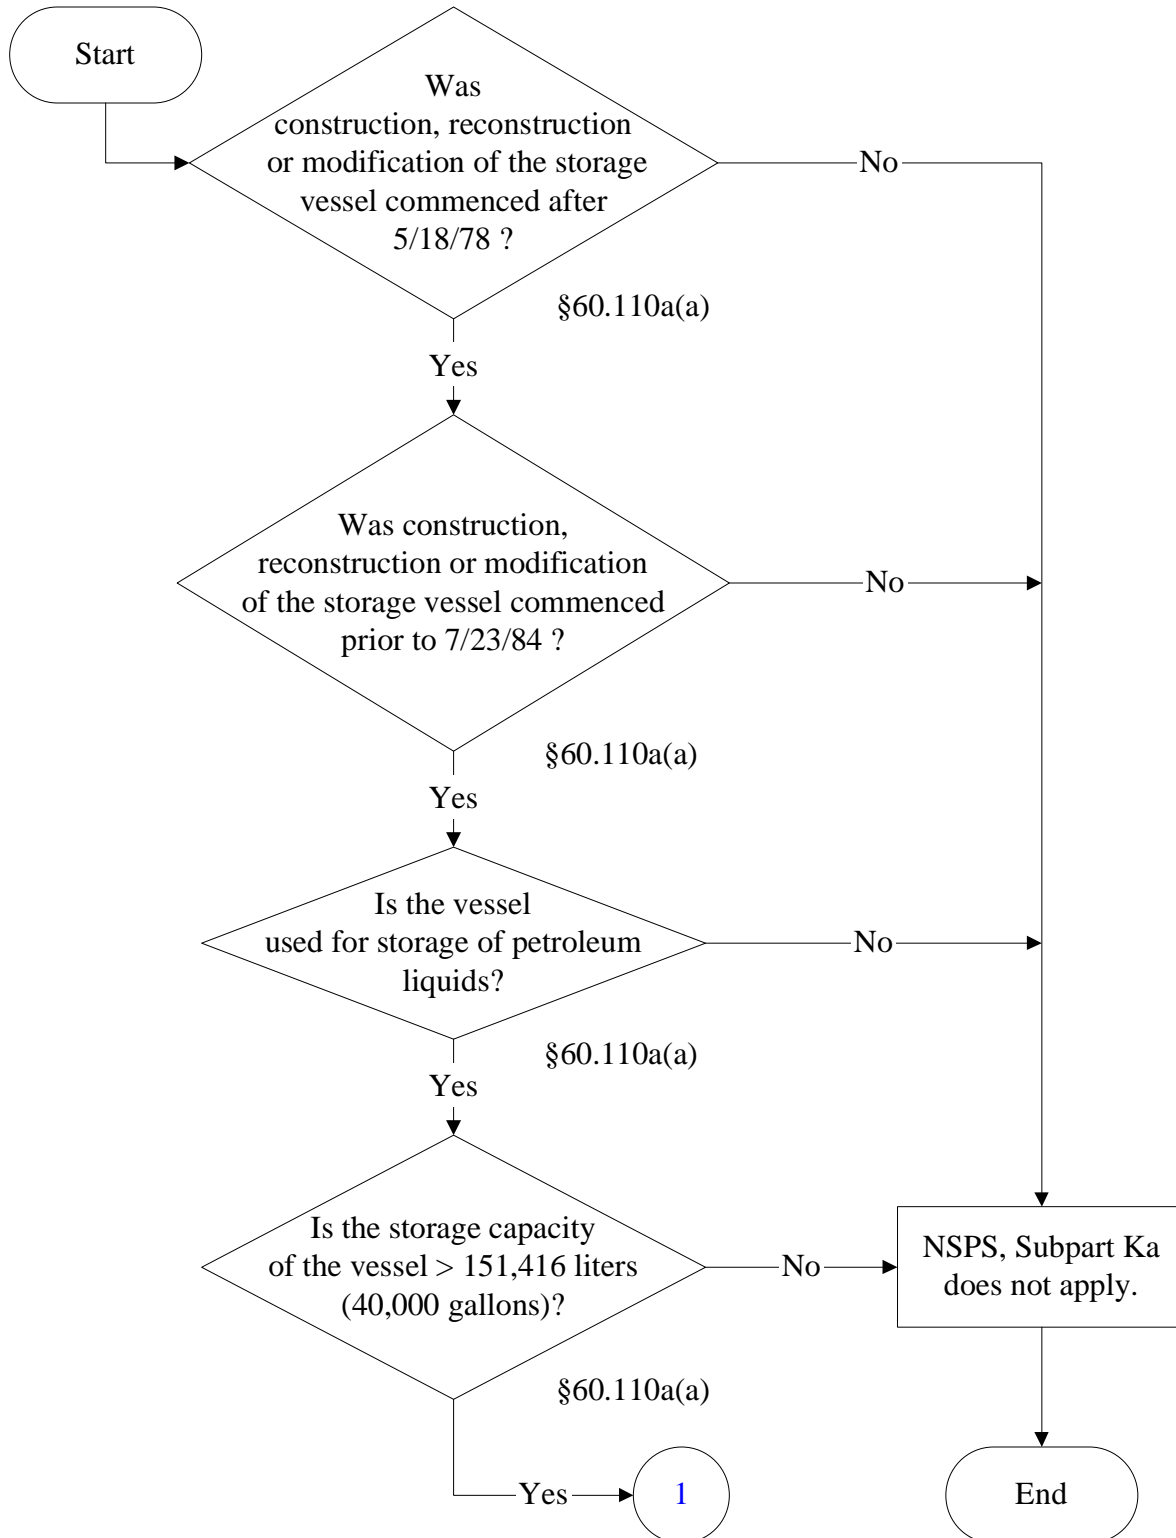 Start
Was
construction, reconstruction
or modification of the storage
vessel commenced after
5/18/78 ?
No
§60.110a(a)
Yes
Was construction,
reconstruction or modification
of the storage vessel commenced
prior to 7/23/84 ?
No
§60.110a(a)
Yes
Is the vessel
used for storage of petroleum
liquids?
No
§60.110a(a)
Yes
Is the storage capacity
of the vessel > 151,416 liters
(40,000 gallons)?
No
NSPS, Subpart Ka
does not apply.
§60.110a(a)
Yes
1
End